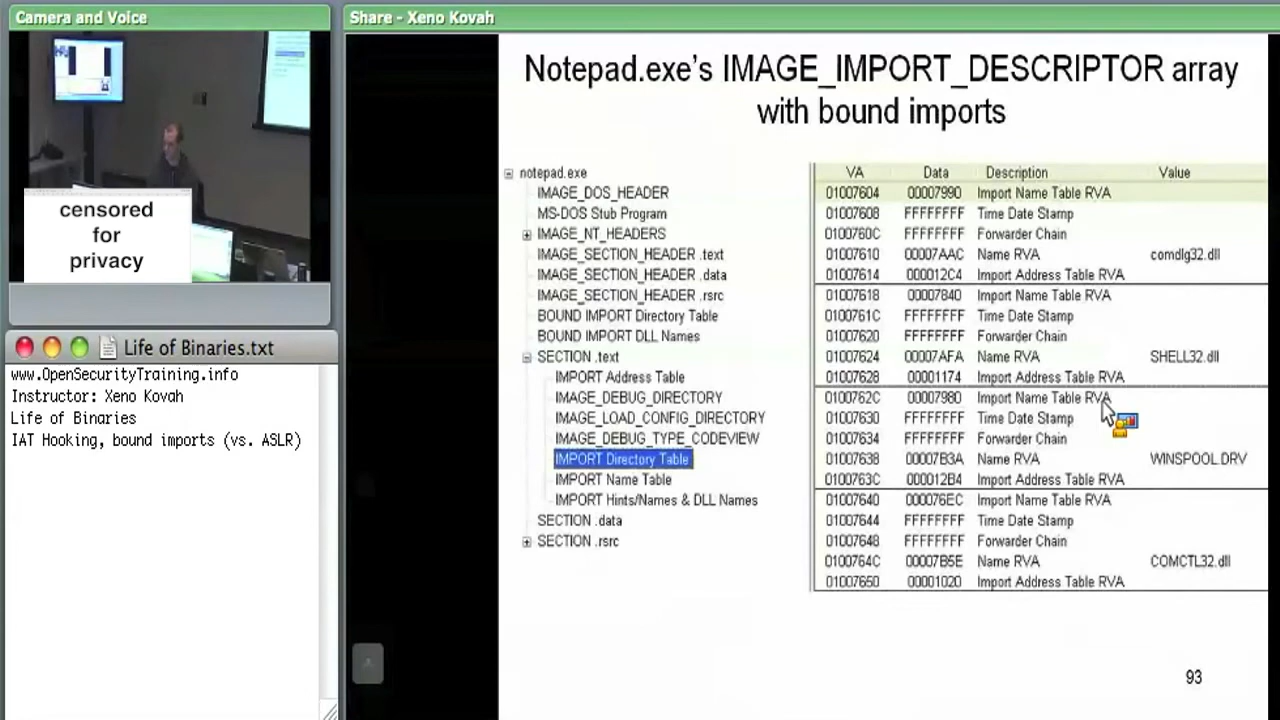 Camera and Voice
censored
for
privacy
Life of Binaries.txt
www.OpenSecurityTraining.info
Instructor: Xeno Kovah
Life of Binaries
IAT Hooking, bound imports (vs. ASLR)
Share - Xeno Kovah
Notepad.exe's IMAGE_IMPORT_DESCRIPTOR array
with bound imports
notepad.exe
IMAGE_DOS_HEADER
MS-DOS Stub Program
IMAGE_NT_HEADERS
IMAGE_SECTION_HEADER .text
IMAGE_SECTION_HEADER .data
IMAGE_SECTION_HEADER .rsrc
BOUND IMPORT Directory Table
BOUND IMPORT DLL Names
SECTION .text
IMPORT Address Table
IMAGE_DEBUG_DIRECTORY
IMAGE_LOAD_CONFIG_DIRECTORY
IMAGE_DEBUG_TYPE_CODEVIEW
IMPORT Directory Table
IMPORT Name Table
IMPORT Hints/Names & DLL Names
SECTION .data
SECTION .rsrc
VA Data Description Value
01007604 00007990 Import Name Table RVA
01007608 FFFFFFFF Time Date Stamp
0100760C FFFFFFFF Forwarder Chain
01007610 00007AAC Name RVA comdlg32.dll
01007614 000012C4 Import Address Table RVA
01007618 00007840 Import Name Table RVA
0100761C FFFFFFFF Time Date Stamp
01007620 FFFFFFFF Forwarder Chain
01007624 00007AFA Name RVA SHELL32.dll
01007628 00001174 Import Address Table RVA
0100762C 00007980 Import Name Table RVA
01007630 FFFFFFFF Time Date Stamp
01007634 FFFFFFFF Forwarder Chain
01007638 00007B3A Name RVA WINSPOOL.DRV
0100763C 000012B4 Import Address Table RVA
01007640 000076EC Import Name Table RVA
01007644 FFFFFFFF Time Date Stamp
01007648 FFFFFFFF Forwarder Chain
0100764C 00007B5E Name RVA COMCTL32.dll
01007650 00001020 Import Address Table RVA
93